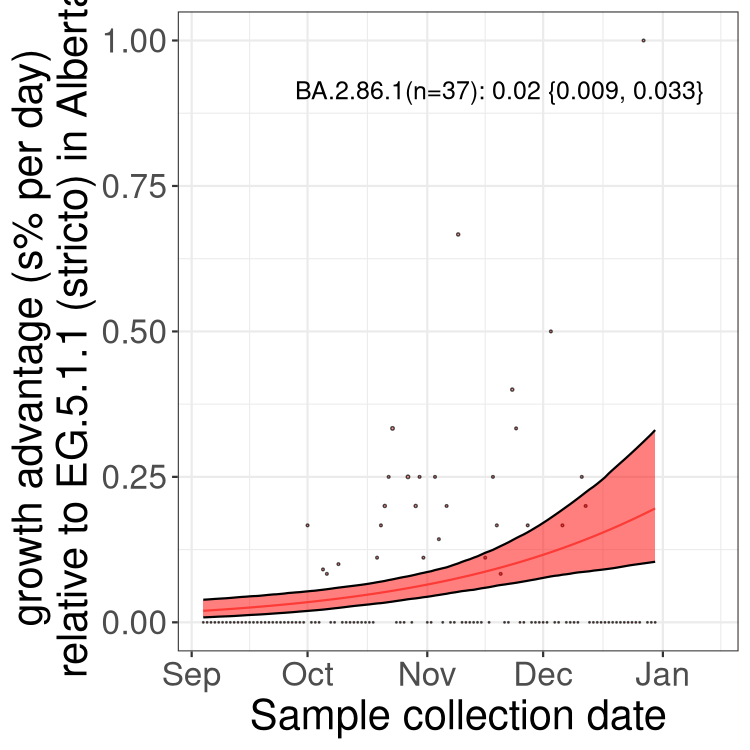 growth advantage (s% per day)
relative to EG.5.1.1 (stricto) in Alberta
1.00
0.75
0.50
0.25
0.00
BA.2.86.1(n=37): 0.02 {0.009, 0.033}
Sep Oct Nov Dec Jan
Sample collection date